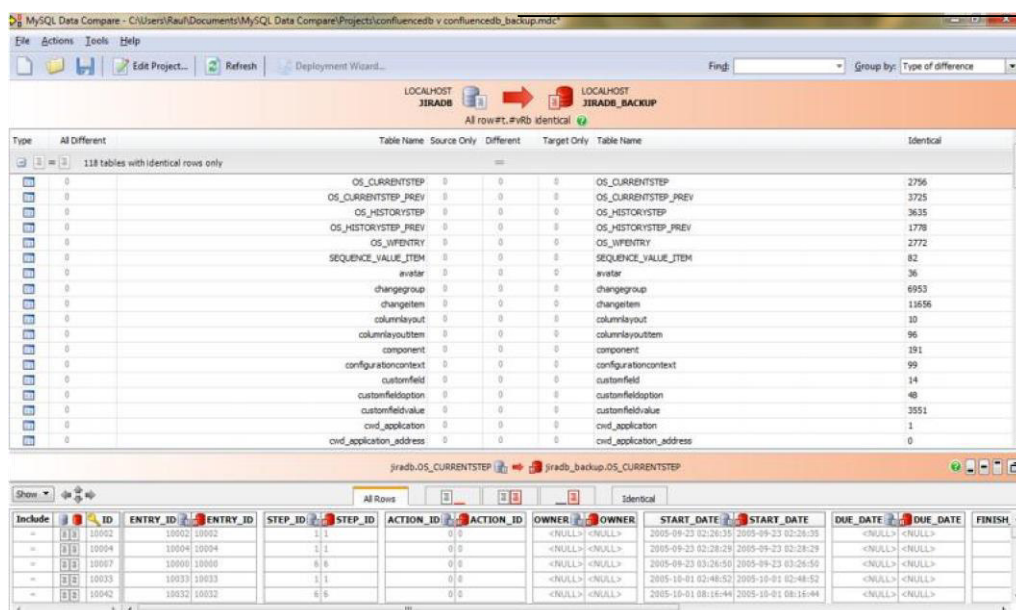 MySQL Data Compare - C:\Users\Raul\Documents\MySQL Data Compare\Projects\confluencedb v confluencedb_backup.mdc*
File Actions Tools Help
Edit Project... Refresh Deployment Wizard... Find: Group by: Type of difference
LOCALHOST LOCALHOST
JIRADB JIRADB_BACKUP
All row#t.#vRb identical
Type All Different Table Name Source Only Different Target Only Table Name Identical
= 118 tables with identical rows only =
0 OS_CURRENTSTEP 0 0 0 OS_CURRENTSTEP 2756
0 OS_CURRENTSTEP_PREV 0 0 0 OS_CURRENTSTEP_PREV 3725
0 OS_HISTORYSTEP 0 0 0 OS_HISTORYSTEP 3635
0 OS_HISTORYSTEP_PREV 0 0 0 OS_HISTORYSTEP_PREV 1778
0 OS_WFENTRY 0 0 0 OS_WFENTRY 2772
0 SEQUENCE_VALUE_ITEM 0 0 0 SEQUENCE_VALUE_ITEM 82
0 avatar 0 0 0 avatar 36
0 changegroup 0 0 0 changegroup 6953
0 changeitem 0 0 0 changeitem 11656
0 columnlayout 0 0 0 columnlayout 10
0 columnlayoutitem 0 0 0 columnlayoutitem 96
0 component 0 0 0 component 191
0 configurationcontext 0 0 0 configurationcontext 99
0 customfield 0 0 0 customfield 14
0 customfieldoption 0 0 0 customfieldoption 48
0 customfieldvalue 0 0 0 customfieldvalue 3551
0 cwd_application 0 0 0 cwd_application 1
0 cwd_application_address 0 0 0 cwd_application_address 0
jiradb.OS_CURRENTSTEP jiradb_backup.OS_CURRENTSTEP
Show All Rows Identical
Include ID ENTRY_ID ENTRY_ID STEP_ID STEP_ID ACTION_ID ACTION_ID OWNER OWNER START_DATE START_DATE DUE_DATE DUE_DATE FINISH_
= 10002 10002 10002 1 1 0 0 <NULL> <NULL> 2005-09-23 02:26:35 2005-09-23 02:26:35 <NULL> <NULL>
= 10004 10004 10004 1 1 0 0 <NULL> <NULL> 2005-09-23 02:28:29 2005-09-23 02:28:29 <NULL> <NULL>
= 10007 10000 10000 6 6 0 0 <NULL> <NULL> 2005-09-23 03:26:50 2005-09-23 03:26:50 <NULL> <NULL>
= 10033 10033 10033 1 1 0 0 <NULL> <NULL> 2005-10-01 02:48:52 2005-10-01 02:48:52 <NULL> <NULL>
= 10042 10032 10032 6 6 0 0 <NULL> <NULL> 2005-10-01 08:16:44 2005-10-01 08:16:44 <NULL> <NULL>